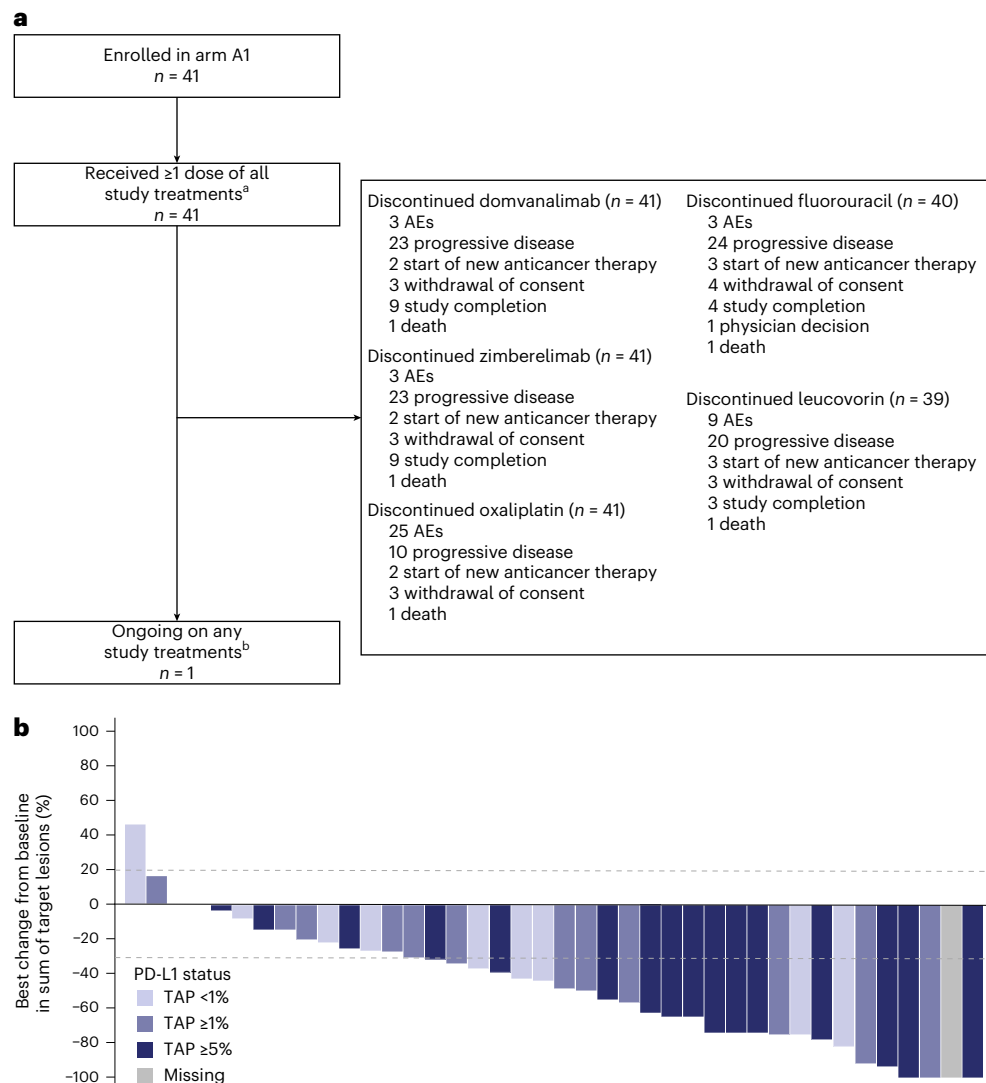 a
Enrolled in arm A1
n = 41
Received ≥1 dose of all
study treatmentsᵃ
n = 41
Discontinued domvanalimab (n = 41)
3 AEs
23 progressive disease
2 start of new anticancer therapy
3 withdrawal of consent
9 study completion
1 death
Discontinued zimberelimab (n = 41)
3 AEs
23 progressive disease
2 start of new anticancer therapy
3 withdrawal of consent
9 study completion
1 death
Discontinued oxaliplatin (n = 41)
25 AEs
10 progressive disease
2 start of new anticancer therapy
3 withdrawal of consent
1 death
Discontinued fluorouracil (n = 40)
3 AEs
24 progressive disease
3 start of new anticancer therapy
4 withdrawal of consent
4 study completion
1 physician decision
1 death
Discontinued leucovorin (n = 39)
9 AEs
20 progressive disease
3 start of new anticancer therapy
3 withdrawal of consent
3 study completion
1 death
Ongoing on any
study treatmentsᵇ
n = 1
b
Best change from baseline
in sum of target lesions (%)
100
80
60
40
20
0
−20
−40
−60
−80
−100
PD-L1 status
TAP <1%
TAP ≥1%
TAP ≥5%
Missing